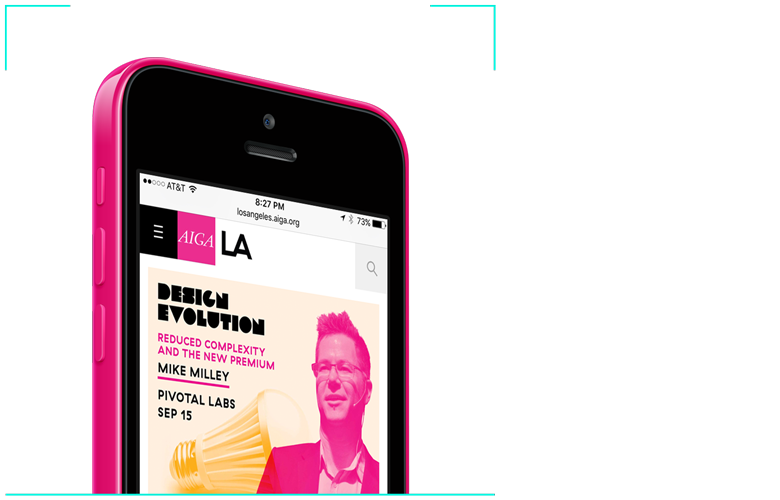 AT&T
8:27 PM
73%
losangeles.aiga.org
AIGA LA
DESIGN
EVOLUTION
REDUCED COMPLEXITY
AND THE NEW PREMIUM
MIKE MILLEY
PIVOTAL LABS
SEP 15